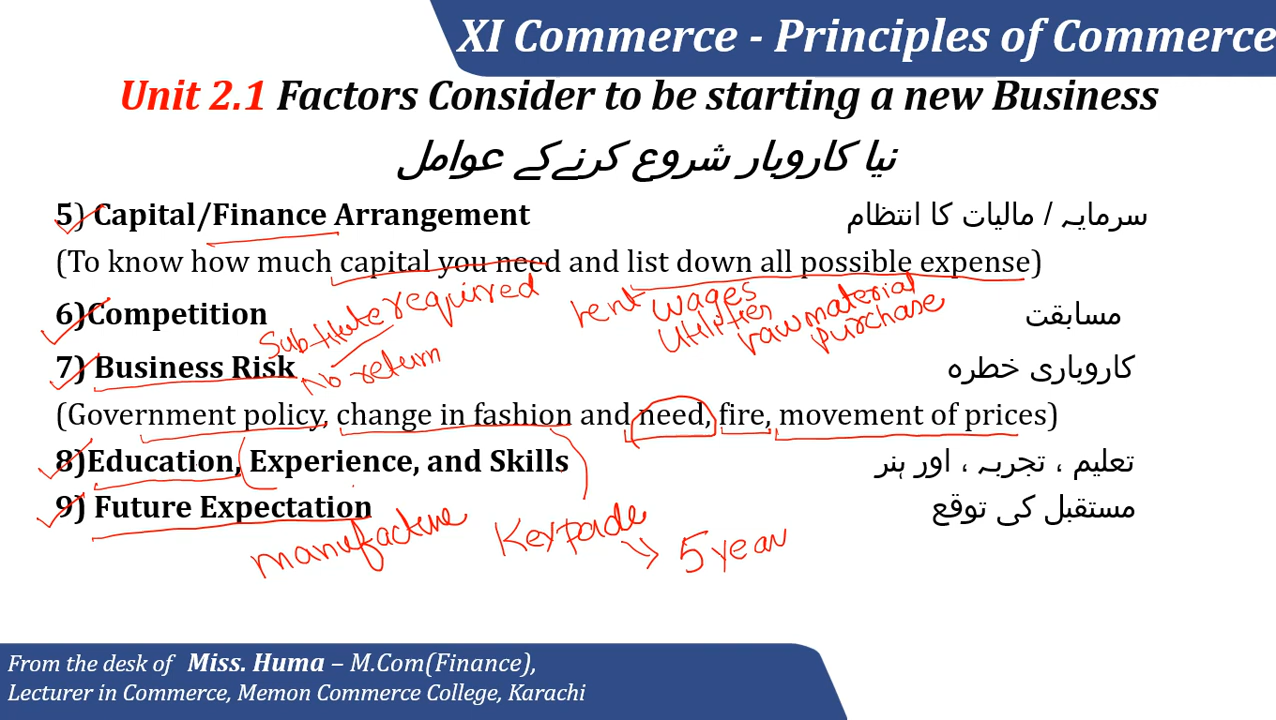 XI Commerce - Principles of Commerce
Unit 2.1 Factors Consider to be starting a new Business
نیا کاروبار شروع کرنےکے عوامل
5) Capital/Finance Arrangement سرمایہ / مالیات کا انتظام
(To know how much capital you need and list down all possible expense)
required rent wages Utilities raw material purchase
6)Competition مسابقت
Substitute
7) Business Risk کاروباری خطرہ
No return
(Government policy, change in fashion and need, fire, movement of prices)
8)Education, Experience, and Skills تعلیم ، تجربہ ، اور ہنر
9) Future Expectation مستقبل کی توقع
manufacture 5 year
From the desk of Miss. Huma – M.Com(Finance),
Lecturer in Commerce, Memon Commerce College, Karachi